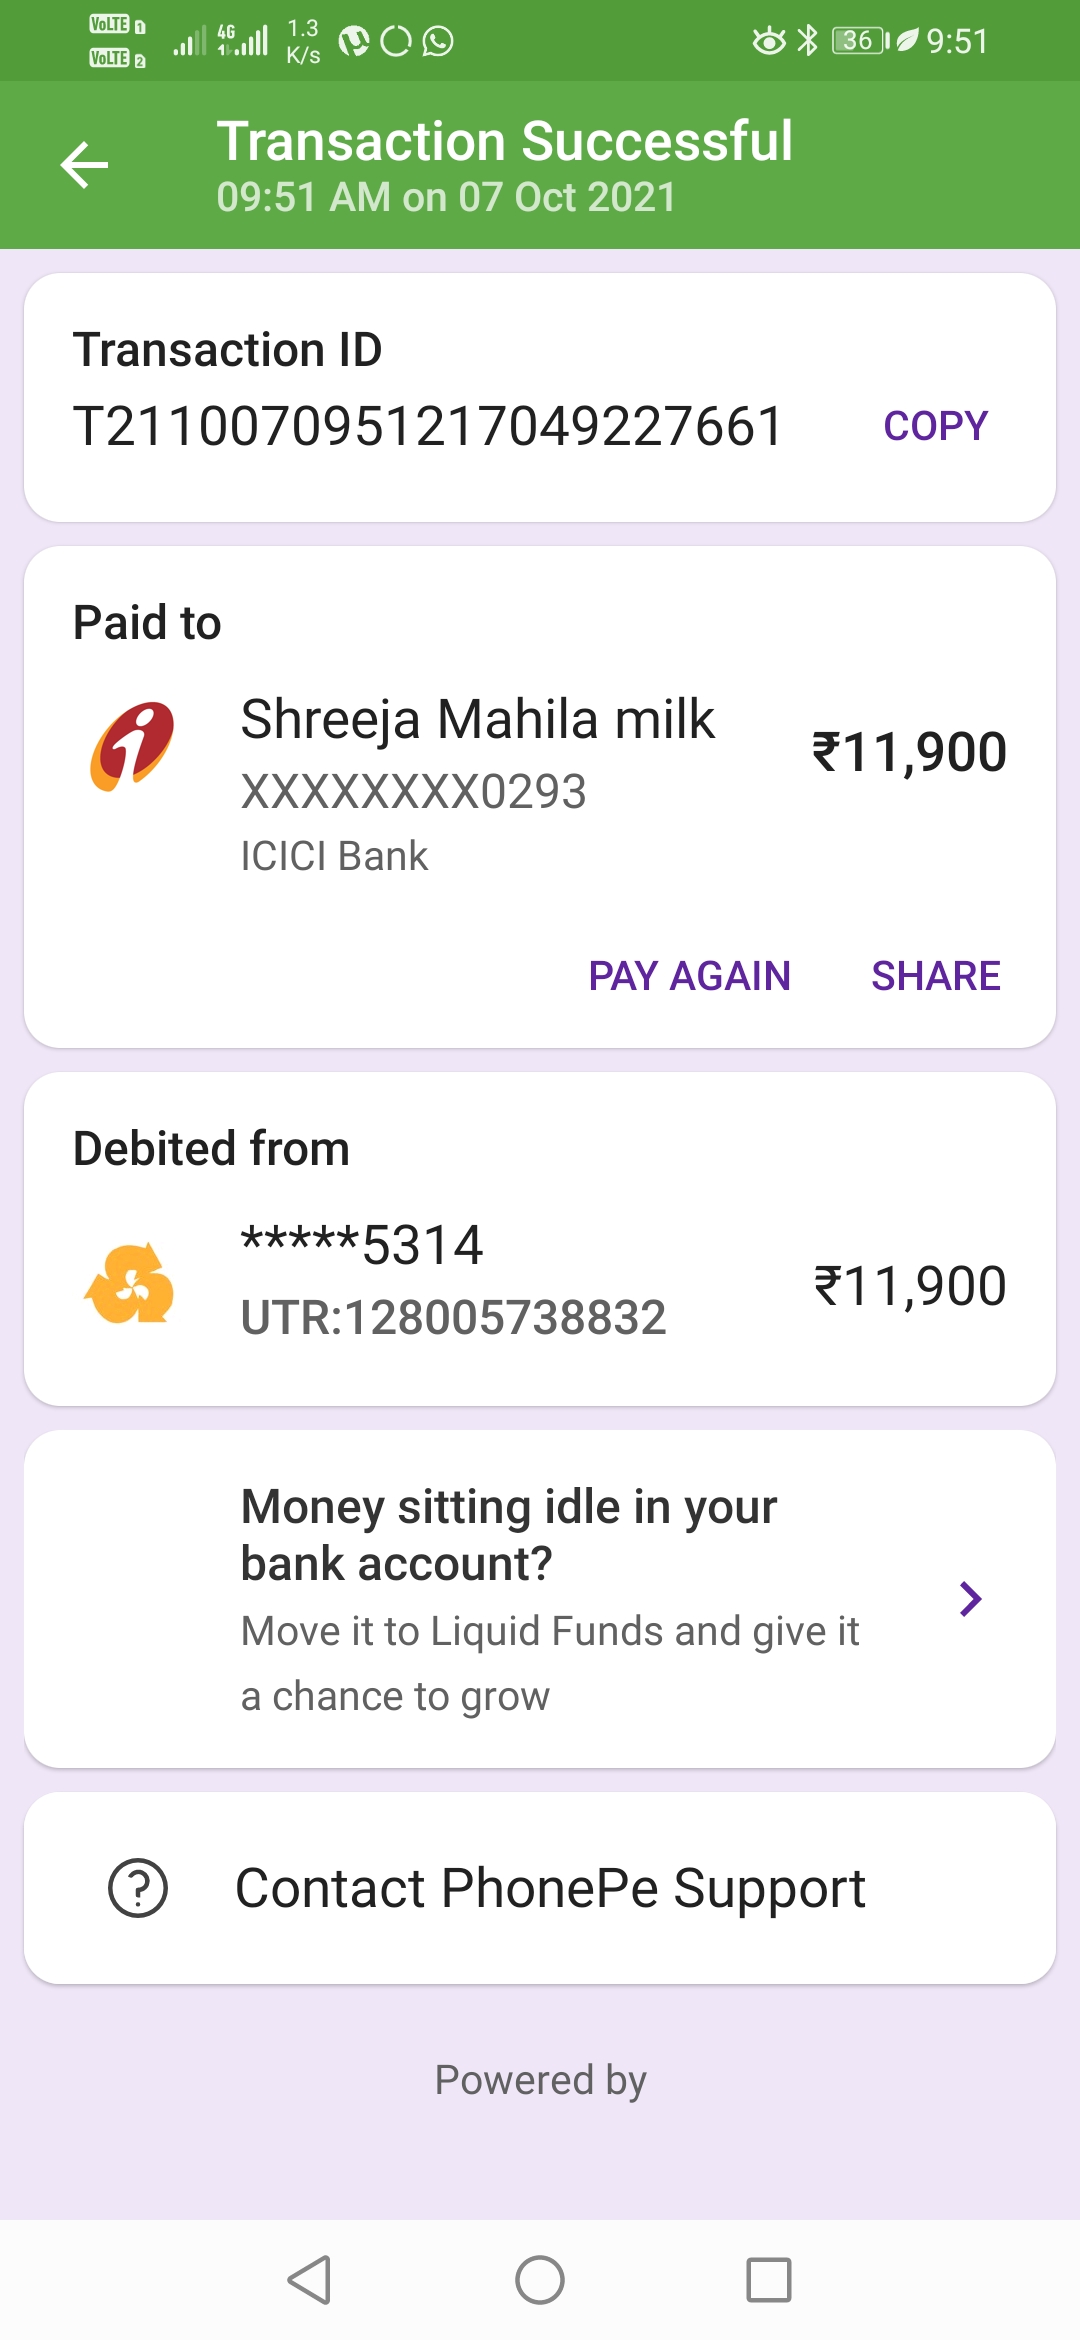 VoLTE 1
VoLTE 2
4G
1.3
K/s
36
9:51
Transaction Successful
09:51 AM on 07 Oct 2021
Transaction ID
T2110070951217049227661
COPY
Paid to
Shreeja Mahila milk
₹11,900
XXXXXXXX0293
ICICI Bank
PAY AGAIN
SHARE
Debited from
*****5314
₹11,900
UTR:128005738832
Money sitting idle in your
bank account?
Move it to Liquid Funds and give it
a chance to grow
Contact PhonePe Support
Powered by